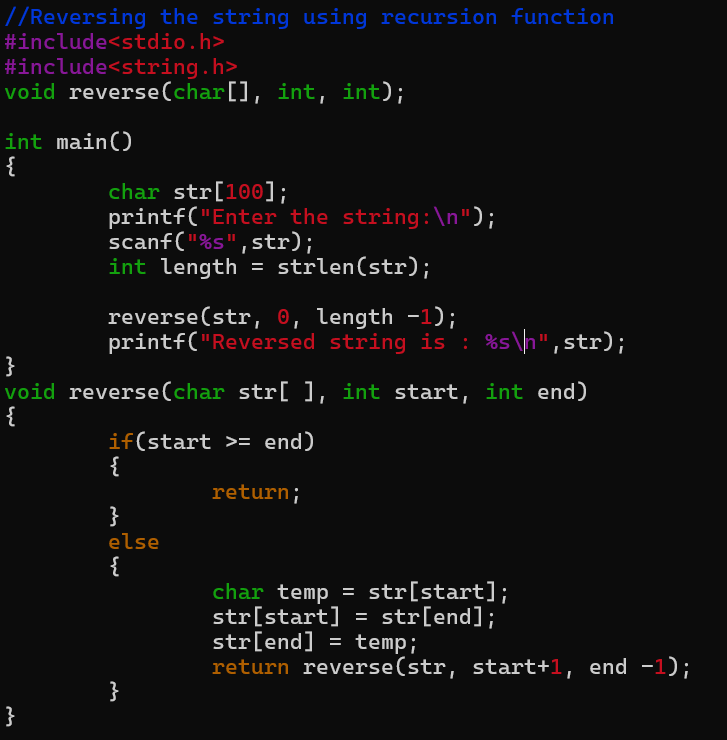 //Reversing the string using recursion function
#include<stdio.h>
#include<string.h>
void reverse(char[], int, int);

int main()
{
        char str[100];
        printf("Enter the string:\n");
        scanf("%s",str);
        int length = strlen(str);

        reverse(str, 0, length -1);
        printf("Reversed string is : %s\n",str);
}
void reverse(char str[ ], int start, int end)
{
        if(start >= end)
        {
                return;
        }
        else
        {
                char temp = str[start];
                str[start] = str[end];
                str[end] = temp;
                return reverse(str, start+1, end -1);
        }
}